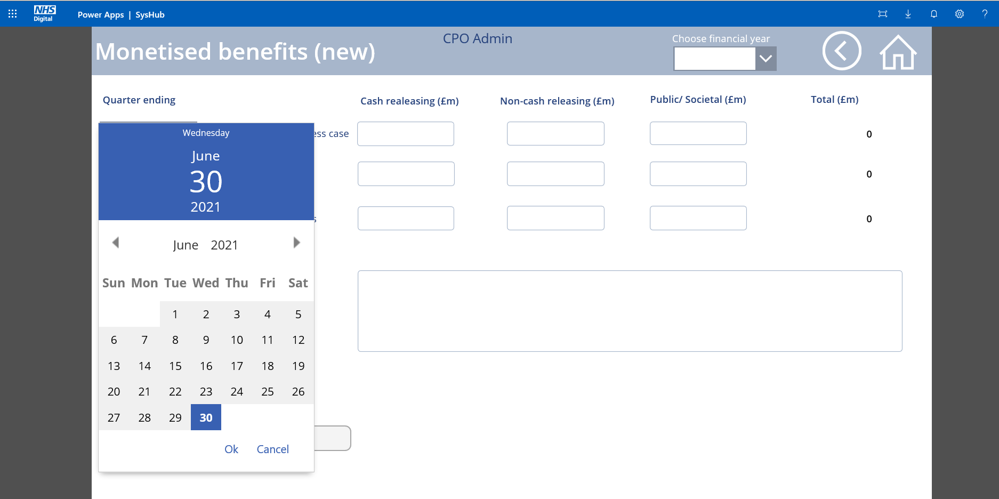 NHS
Digital
Power Apps | SysHub
?
Monetised benefits (new)
CPO Admin
Choose financial year
Quarter ending
Cash realeasing (£m)
Non-cash releasing (£m)
Public/ Societal (£m)
Total (£m)
case
0
0
0
Wednesday
June
30
2021
June 2021
Sun Mon Tue Wed Thu Fri Sat
1 2 3 4 5
6 7 8 9 10 11 12
13 14 15 16 17 18 19
20 21 22 23 24 25 26
27 28 29 30
Ok Cancel